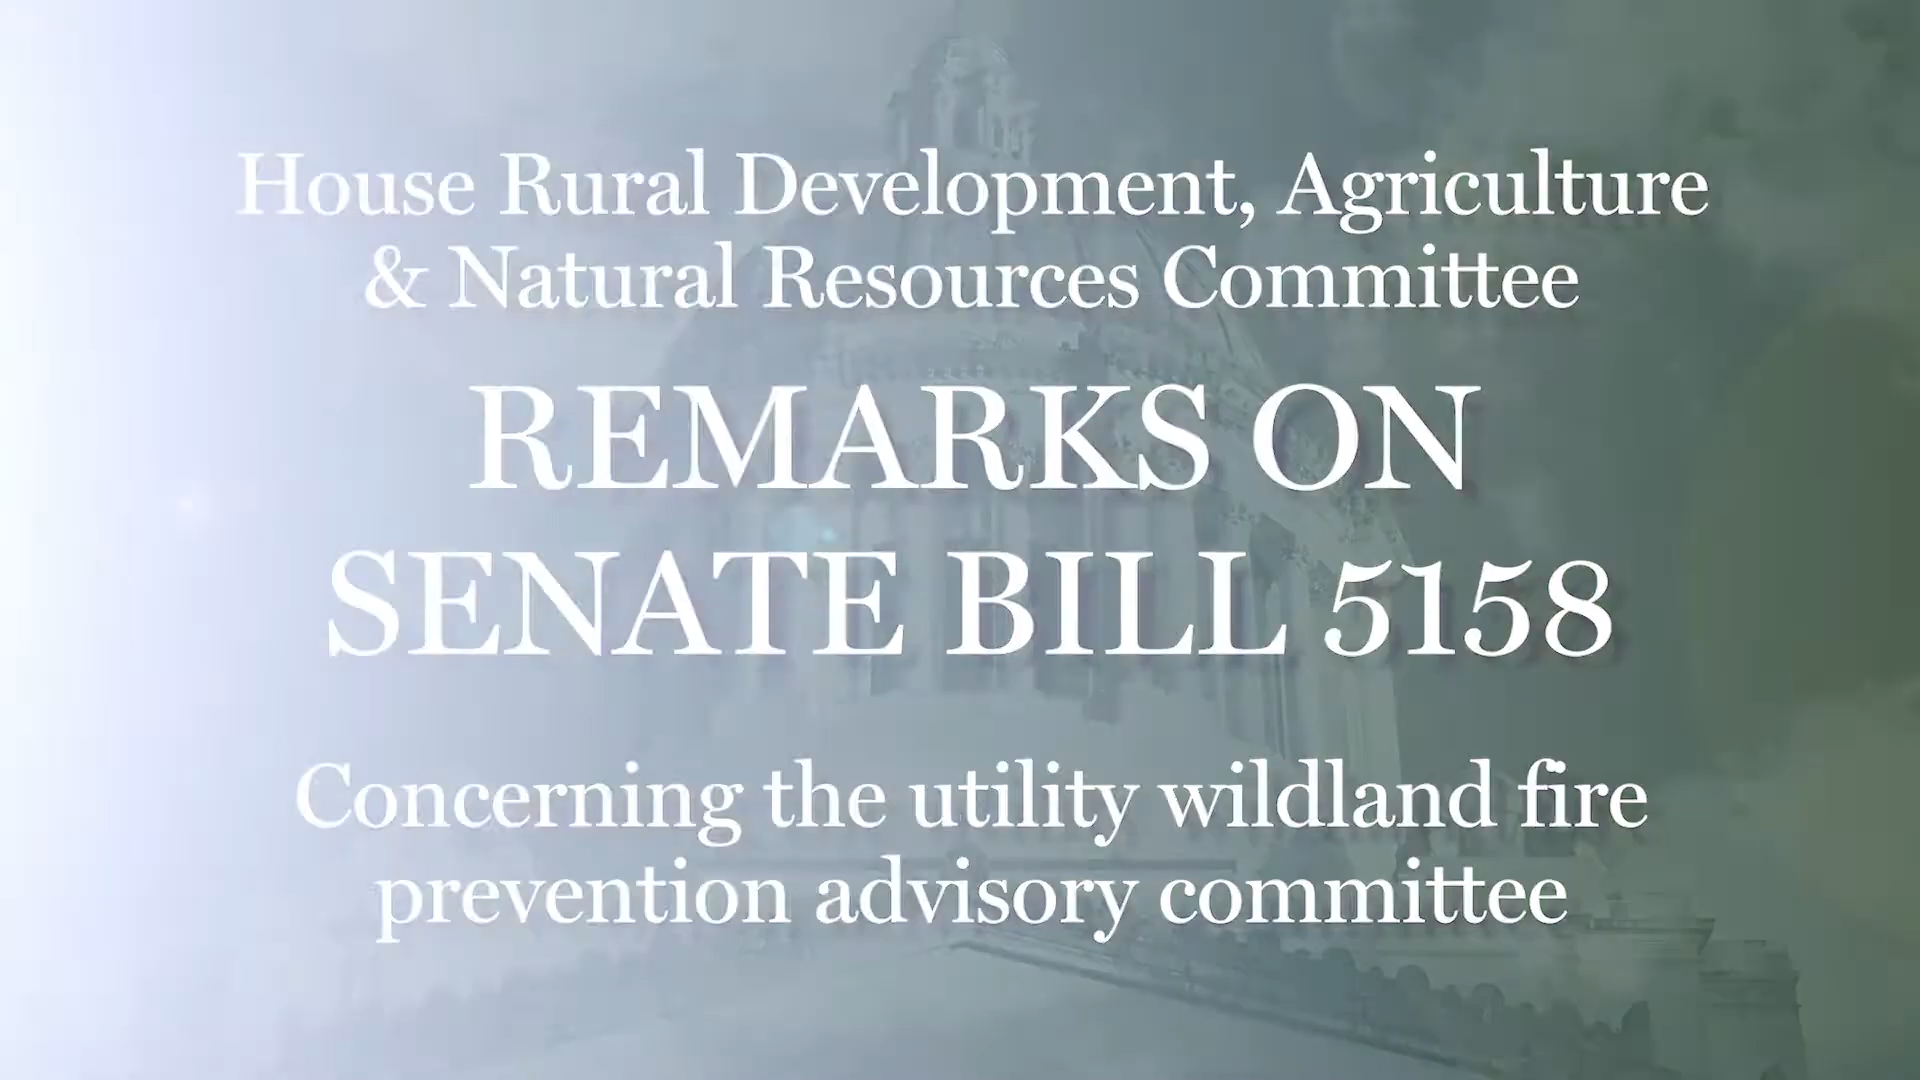 House Rural Development, Agriculture
& Natural Resources Committee
REMARKS ON
SENATE BILL 5158
Concerning the utility wildland fire
prevention advisory committee